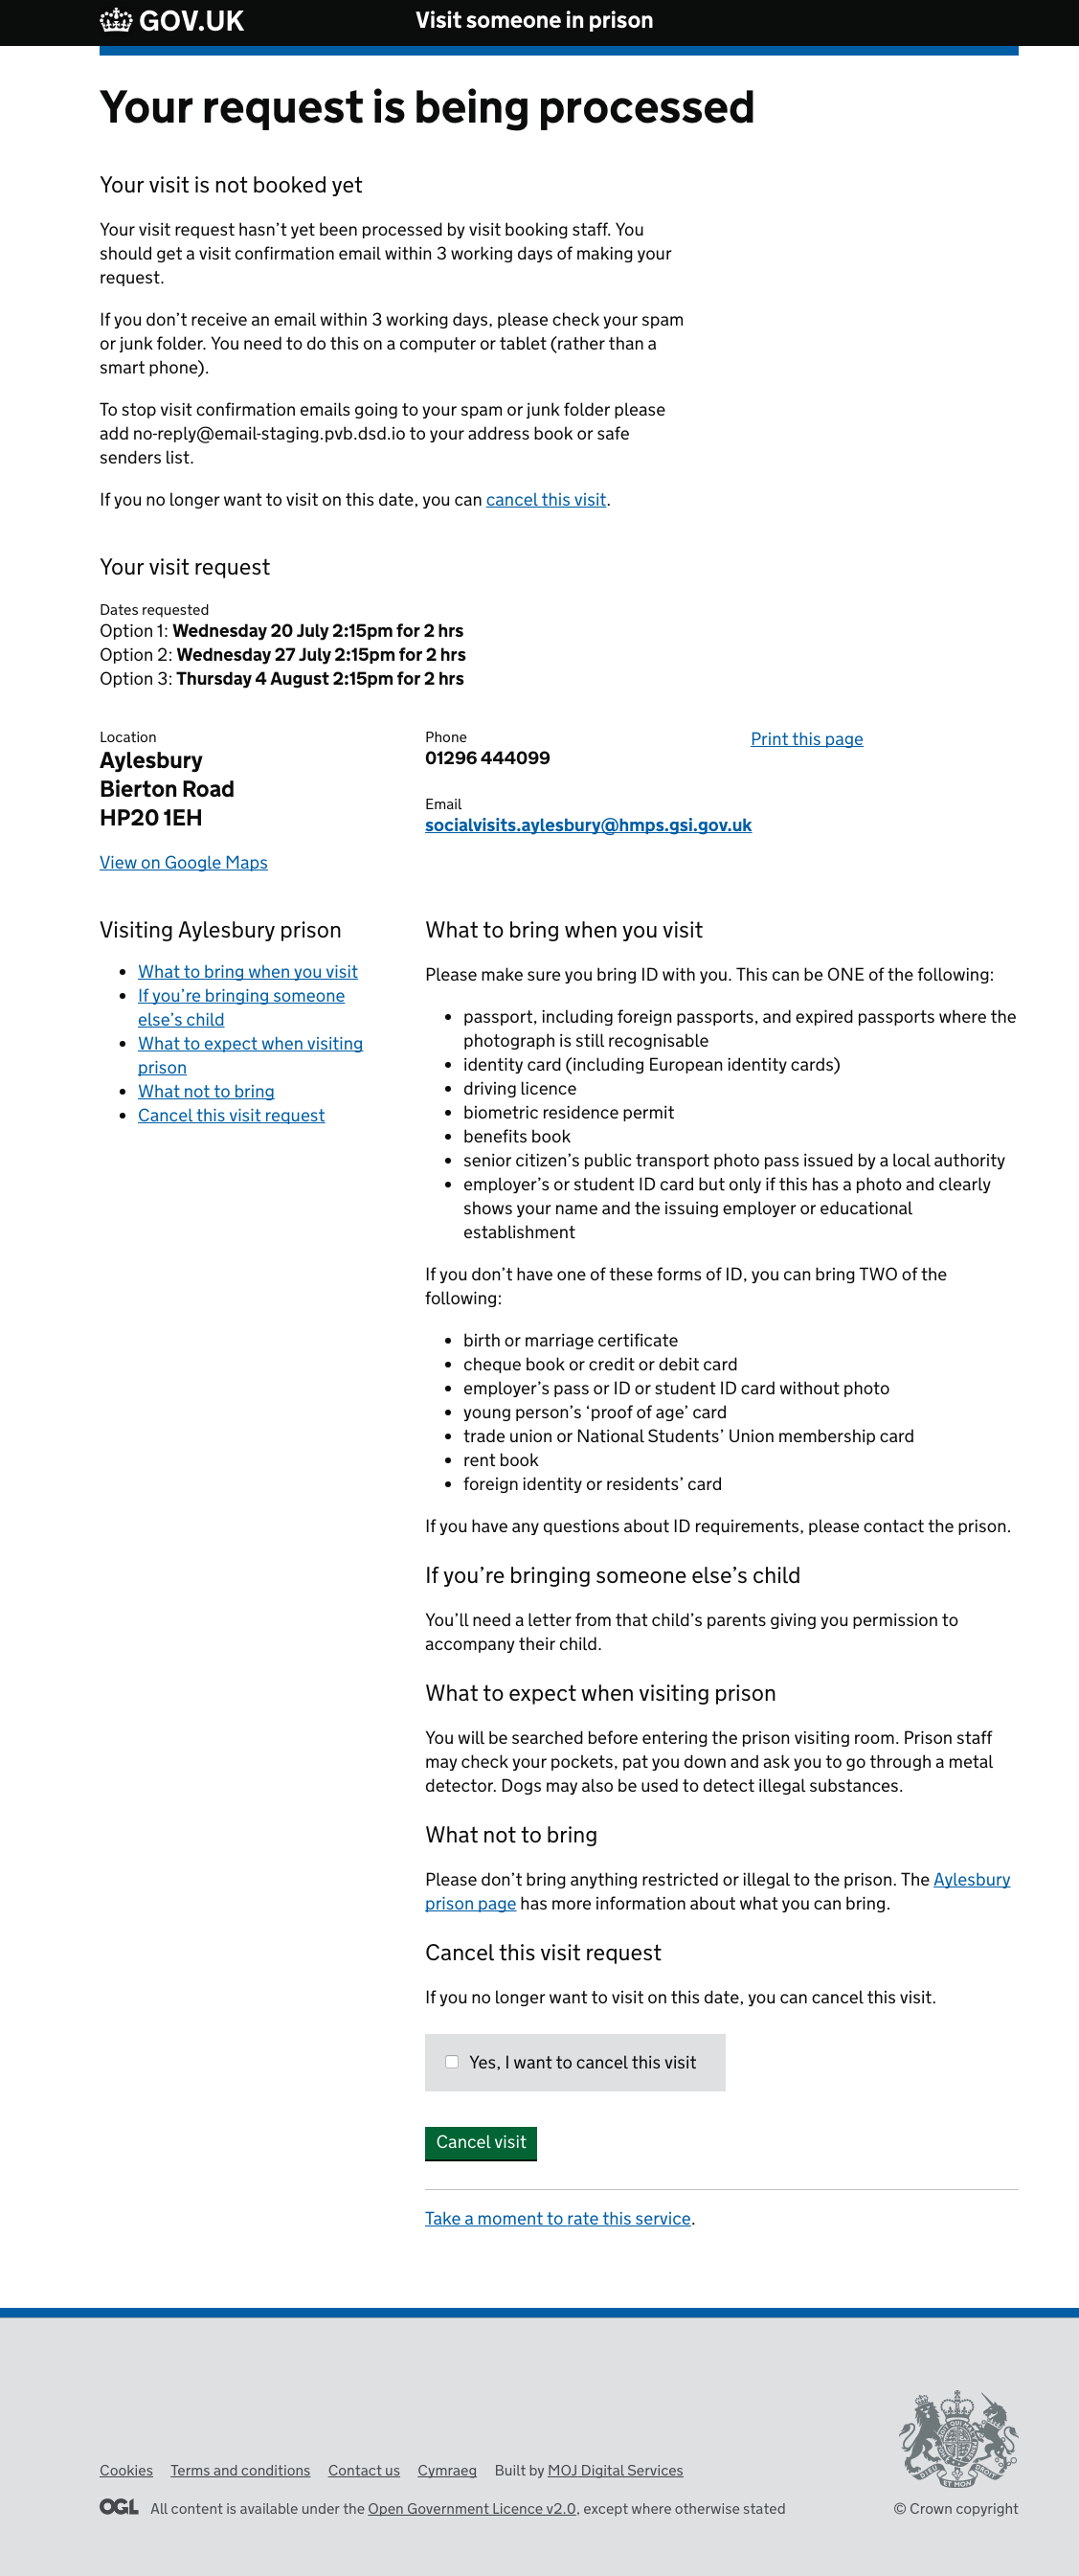 GOV.UK
Visit someone in prison
Your request is being processed
Your visit is not booked yet
Your visit request hasn’t yet been processed by visit booking staff. You
should get a visit confirmation email within 3 working days of making your
request.
If you don’t receive an email within 3 working days, please check your spam
or junk folder. You need to do this on a computer or tablet (rather than a
smart phone).
To stop visit confirmation emails going to your spam or junk folder please
add no-reply@email-staging.pvb.dsd.io to your address book or safe
senders list.
If you no longer want to visit on this date, you can cancel this visit.
Your visit request
Dates requested
Option 1: Wednesday 20 July 2:15pm for 2 hrs
Option 2: Wednesday 27 July 2:15pm for 2 hrs
Option 3: Thursday 4 August 2:15pm for 2 hrs
Location
Aylesbury
Bierton Road
HP20 1EH
View on Google Maps
Phone
01296 444099
Email
socialvisits.aylesbury@hmps.gsi.gov.uk
Print this page
Visiting Aylesbury prison
What to bring when you visit
If you’re bringing someone
else’s child
What to expect when visiting
prison
What not to bring
Cancel this visit request
What to bring when you visit
Please make sure you bring ID with you. This can be ONE of the following:
passport, including foreign passports, and expired passports where the
photograph is still recognisable
identity card (including European identity cards)
driving licence
biometric residence permit
benefits book
senior citizen’s public transport photo pass issued by a local authority
employer’s or student ID card but only if this has a photo and clearly
shows your name and the issuing employer or educational
establishment
If you don’t have one of these forms of ID, you can bring TWO of the
following:
birth or marriage certificate
cheque book or credit or debit card
employer’s pass or ID or student ID card without photo
young person’s ‘proof of age’ card
trade union or National Students’ Union membership card
rent book
foreign identity or residents’ card
If you have any questions about ID requirements, please contact the prison.
If you’re bringing someone else’s child
You’ll need a letter from that child’s parents giving you permission to
accompany their child.
What to expect when visiting prison
You will be searched before entering the prison visiting room. Prison staff
may check your pockets, pat you down and ask you to go through a metal
detector. Dogs may also be used to detect illegal substances.
What not to bring
Please don’t bring anything restricted or illegal to the prison. The Aylesbury
prison page has more information about what you can bring.
Cancel this visit request
If you no longer want to visit on this date, you can cancel this visit.
Yes, I want to cancel this visit
Cancel visit
Take a moment to rate this service.
Cookies Terms and conditions Contact us Cymraeg Built by MOJ Digital Services
OGL All content is available under the Open Government Licence v2.0, except where otherwise stated
DIEU ET MON
© Crown copyright